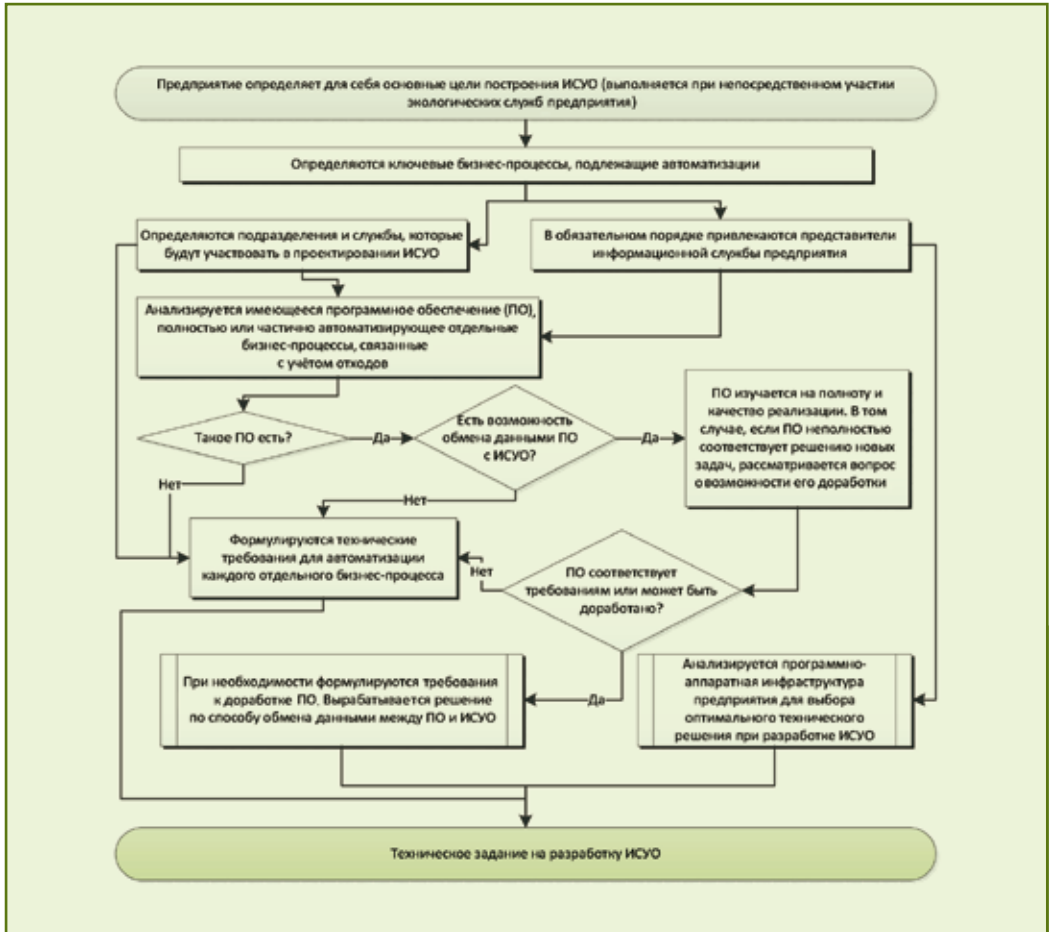 Предприятие определяет для себя основные цели построения ИСУО (выполняется при непосредственном участии
экологических служб предприятия)
Определяются ключевые бизнес-процессы, подлежащие автоматизации
Определяются подразделения и службы, которые
будут участвовать в проектировании ИСУО
В обязательном порядке привлекаются представители
информационной службы предприятия
Анализируется имеющееся программное обеспечение (ПО),
полностью или частично автоматизирующее отдельные
бизнес-процессы, связанные
с учётом отходов
Такое ПО есть?
Да
Есть возможность
обмена данными ПО
с ИСУО?
Да
ПО изучается на полноту и
качество реализации. В том
случае, если ПО неполностью
соответствует решению новых
задач, рассматривается вопрос
о возможности его доработки
Нет
Нет
Формулируются технические
требования для автоматизации
каждого отдельного бизнес-процесса
Нет
ПО соответствует
требованиям или может быть
доработано?
При необходимости формулируются требования
к доработке ПО. Вырабатывается решение
по способу обмена данными между ПО и ИСУО
Да
Анализируется программно-
аппаратная инфраструктура
предприятия для выбора
оптимального технического
решения при разработке ИСУО
Техническое задание на разработку ИСУО